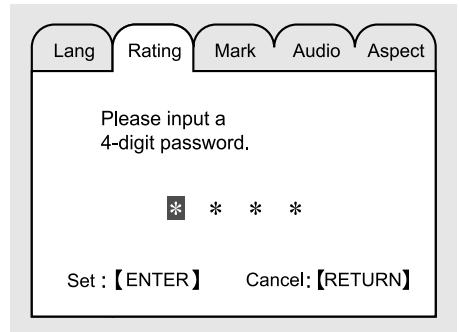 Lang Rating Mark Audio Aspect
Please input a
4-digit password.
* * * *
Set :【ENTER】 Cancel:【RETURN】